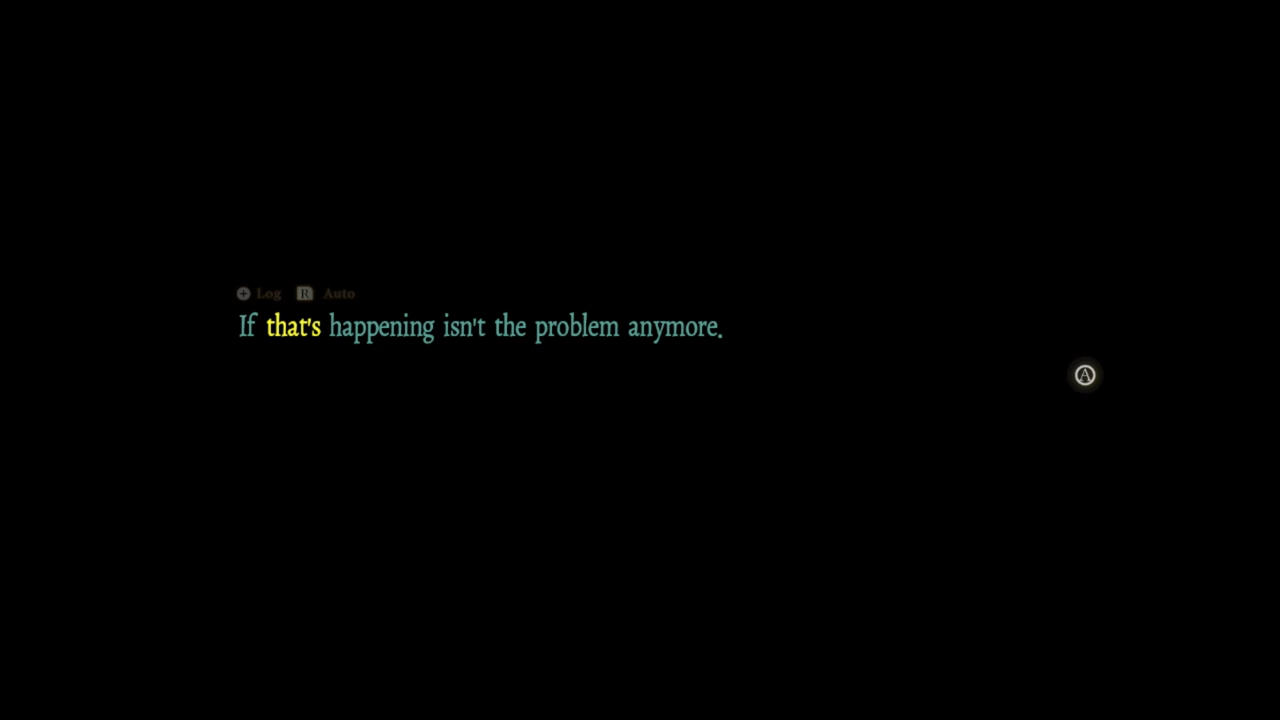 + Log R Auto
If that's happening isn't the problem anymore.
A